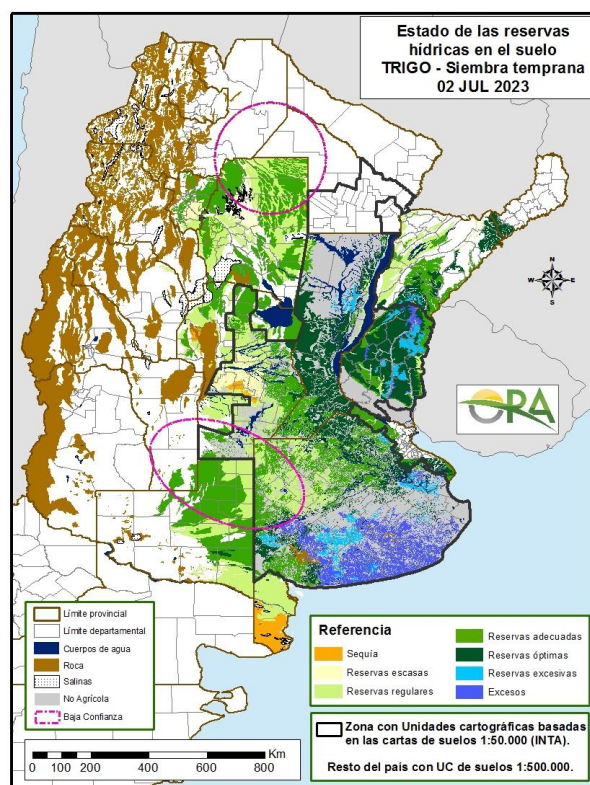 Estado de las reservas
hídricas en el suelo
TRIGO - Siembra temprana
02 JUL 2023
N
W
E
S
ORA
Límite provincial
Límite departamental
Cuerpos de agua
Roca
Salinas
No Agrícola
Baja Confianza
Referencia
Sequía
Reservas escasas
Reservas regulares
Reservas adecuadas
Reservas óptimas
Reservas excesivas
Excesos
Km
0 100 200 400 600 800
Zona con Unidades cartográficas basadas
en las cartas de suelos 1:50.000 (INTA).
Resto del país con UC de suelos 1:500.000.